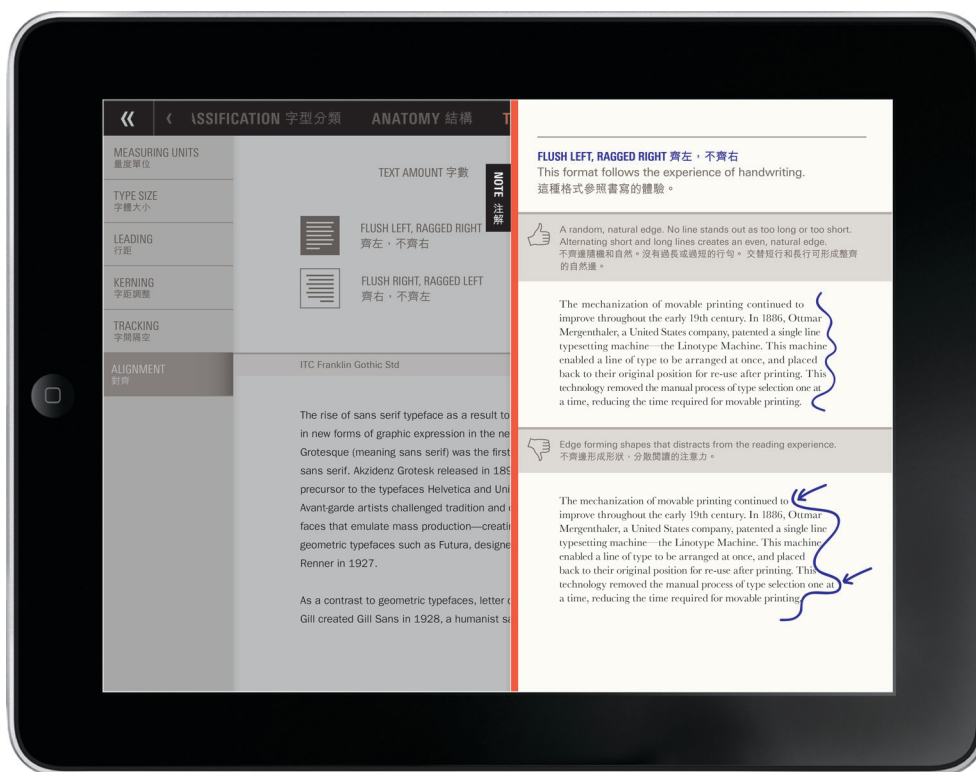 ASSIFICATION 字型分類
ANATOMY 結構
MEASURING UNITS
量度單位
TYPE SIZE
字體大小
LEADING
行距
KERNING
字距調整
TRACKING
字間隔空
ALIGNMENT
對齊
TEXT AMOUNT 字數
FLUSH LEFT, RAGGED RIGHT
齊左，不齊右
FLUSH RIGHT, RAGGED LEFT
齊右，不齊左
ITC Franklin Gothic Std
The rise of sans serif typeface as a result to
in new forms of graphic expression in the ne
Grotesque (meaning sans serif) was the first
sans serif. Akzidenz Grotesk released in 189
precursor to the typefaces Helvetica and Uni
Avant-garde artists challenged tradition and
faces that emulate mass production—creatin
geometric typefaces such as Futura, designe
Renner in 1927.
As a contrast to geometric typefaces, letter
Gill created Gill Sans in 1928, a humanist sa
NOTE 注解
FLUSH LEFT, RAGGED RIGHT 齊左，不齊右
This format follows the experience of handwriting.
這種格式參照書寫的體驗。
A random, natural edge. No line stands out as too long or too short.
Alternating short and long lines creates an even, natural edge.
不齊邊隨機和自然。沒有過長或過短的行句。 交替短行和長行可形成整齊
的自然邊。
The mechanization of movable printing continued to
improve throughout the early 19th century. In 1886, Ottmar
Mergenthaler, a United States company, patented a single line
typesetting machine—the Linotype Machine. This machine
enabled a line of type to be arranged at once, and placed
back to their original position for re-use after printing. This
technology removed the manual process of type selection one at
a time, reducing the time required for movable printing.
Edge forming shapes that distracts from the reading experience.
不齊邊形成形狀，分散閱讀的注意力。
The mechanization of movable printing continued to
improve throughout the early 19th century. In 1886, Ottmar
Mergenthaler, a United States company, patented a single line
typesetting machine—the Linotype Machine. This machine
enabled a line of type to be arranged at once, and placed
back to their original position for re-use after printing. This
technology removed the manual process of type selection one at
a time, reducing the time required for movable printing.